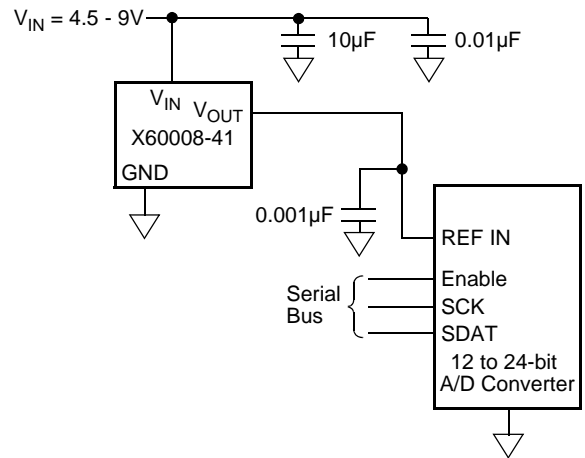 V_IN = 4.5 - 9V
10µF
0.01µF
V_IN
V_OUT
X60008-41
GND
0.001µF
REF IN
Enable
Serial Bus
SCK
SDAT
12 to 24-bit
A/D Converter